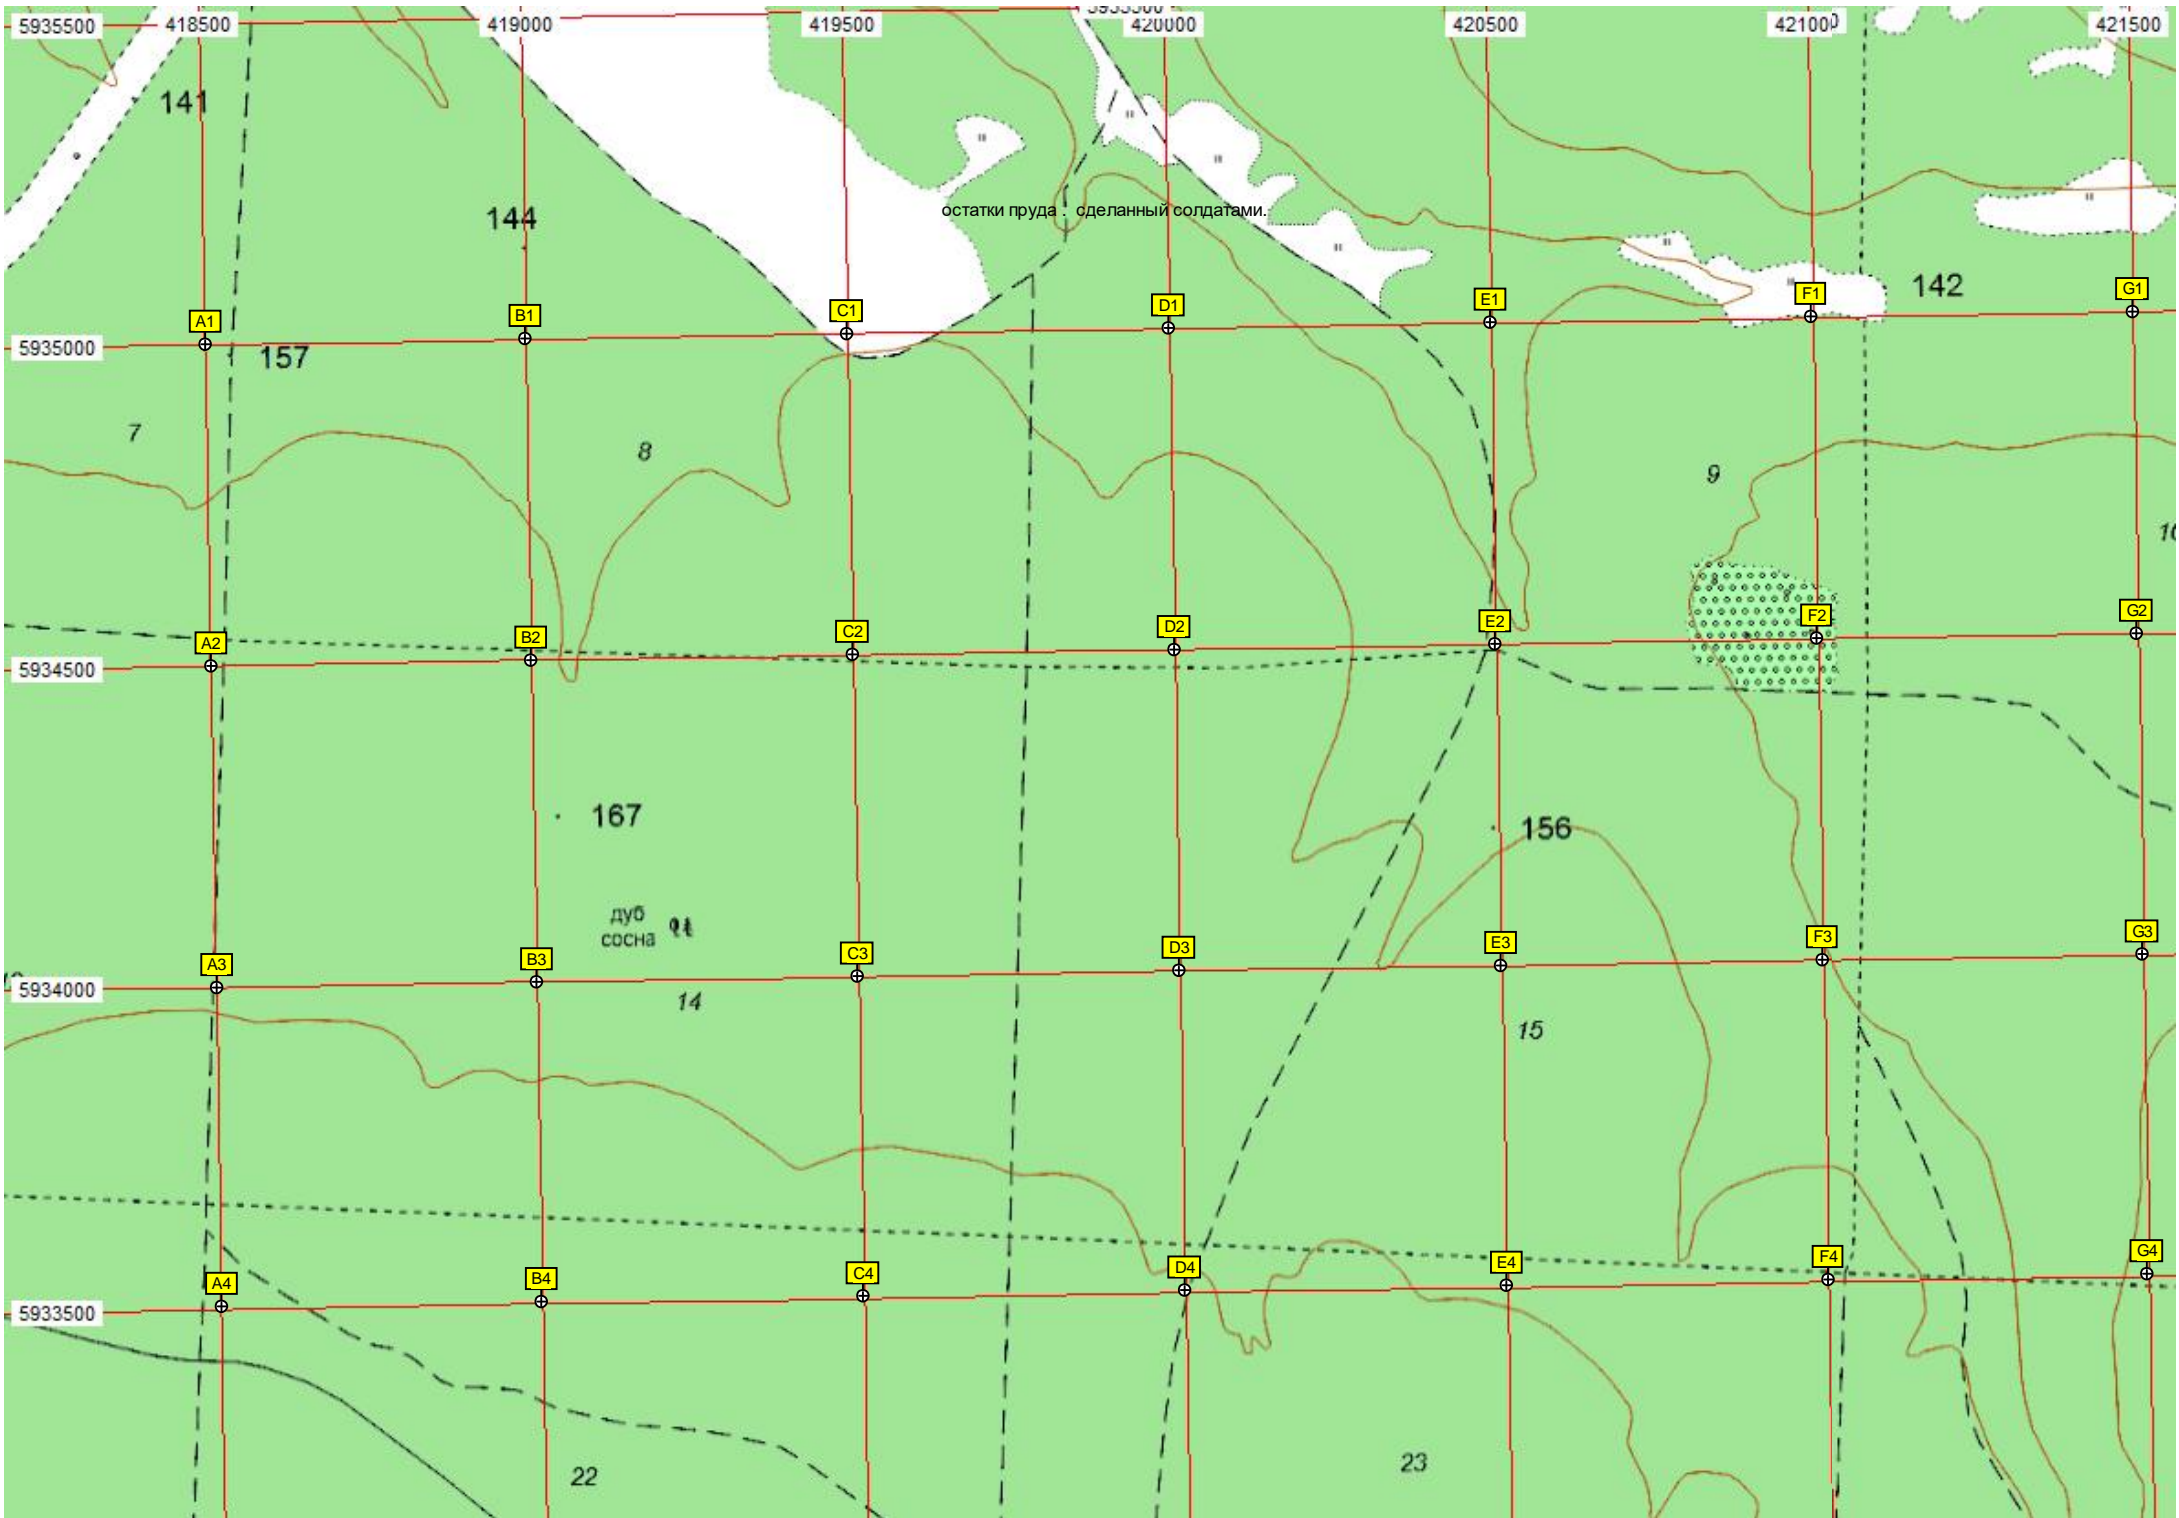 5935500
5935500 418500 419000 419500 420000 420500 421000 421500
141
144
остатки пруда . сделанный солдатами.
142
A1 B1 C1 D1 E1 F1 G1
5935000
157
7 8 9
10
A2 B2 C2 D2 E2 F2 G2
5934500
167 156
дуб
сосна
A3 B3 C3 D3 E3 F3 G3
5934000
14 15
A4 B4 C4 D4 E4 F4 G4
5933500
22 23